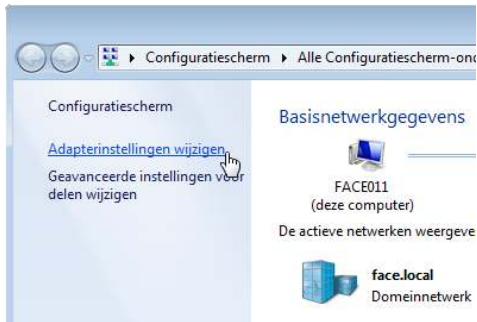 Configuratiescherm Alle Configuratiescherm-ond
Configuratiescherm
Adapterinstellingen wijzigen
Geavanceerde instellingen voor
delen wijzigen
Basisnetwerkgegevens
FACE011
(deze computer)
De actieve netwerken weergeve
face.local
Domeinnetwerk